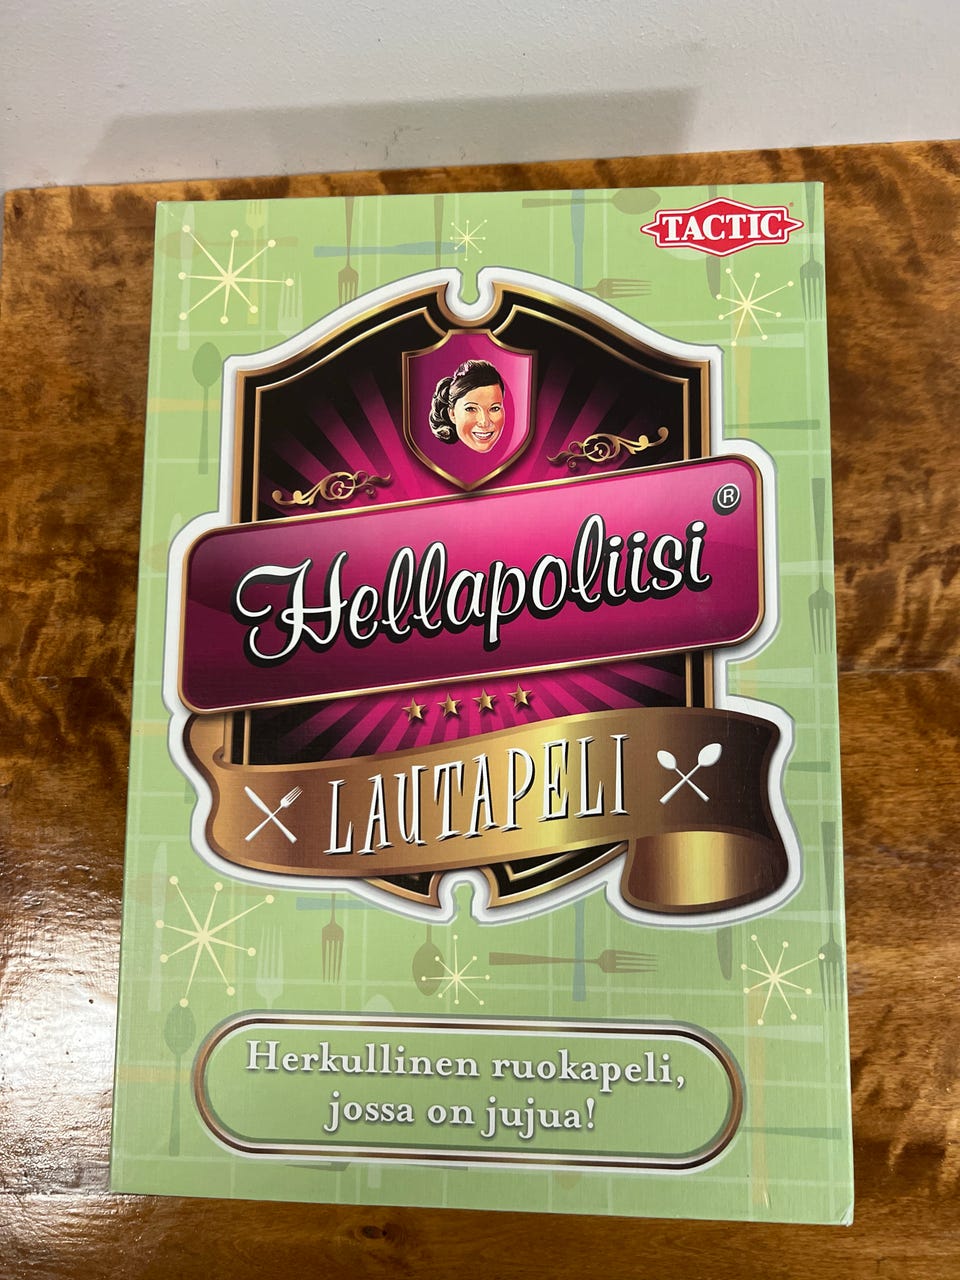 TACTIC®
Hellapoliisi®
LAUTAPELI
Herkullinen ruokapeli,
jossa on jujua!